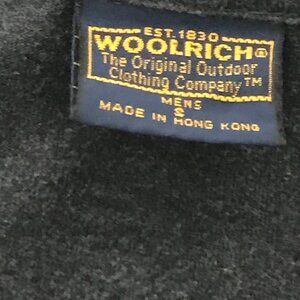 EST. 1830
WOOLRICH®
The Original Outdoor
Clothing Company™
MENS
S
MADE IN HONG KONG